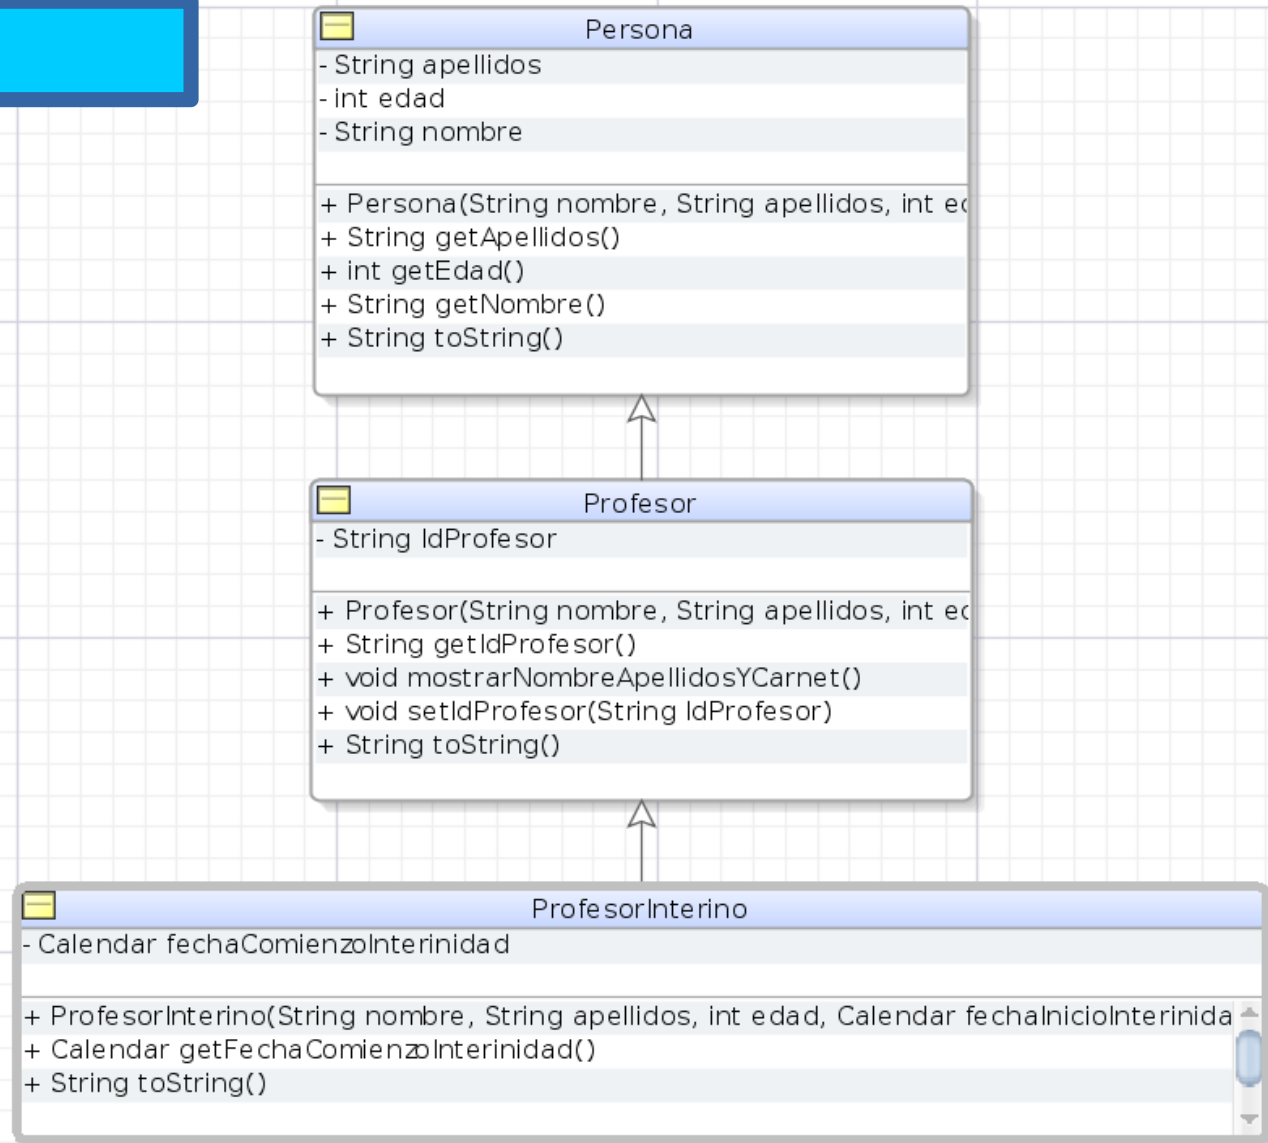 Persona
- String apellidos
- int edad
- String nombre
+ Persona(String nombre, String apellidos, int
+ String getApellidos()
+ int getEdad()
+ String getNombre()
+ String toString()
Profesor
- String IdProfesor
+ Profesor(String nombre, String apellidos, int
+ String getIdProfesor()
+ void mostrarNombreApellidosYCarnet()
+ void setIdProfesor(String IdProfesor)
+ String toString()
ProfesorInterino
- Calendar fechaComienzoInterinidad
+ ProfesorInterino(String nombre, String apellidos, int edad, Calendar fechaInicioInterinida
+ Calendar getFechaComienzoInterinidad()
+ String toString()